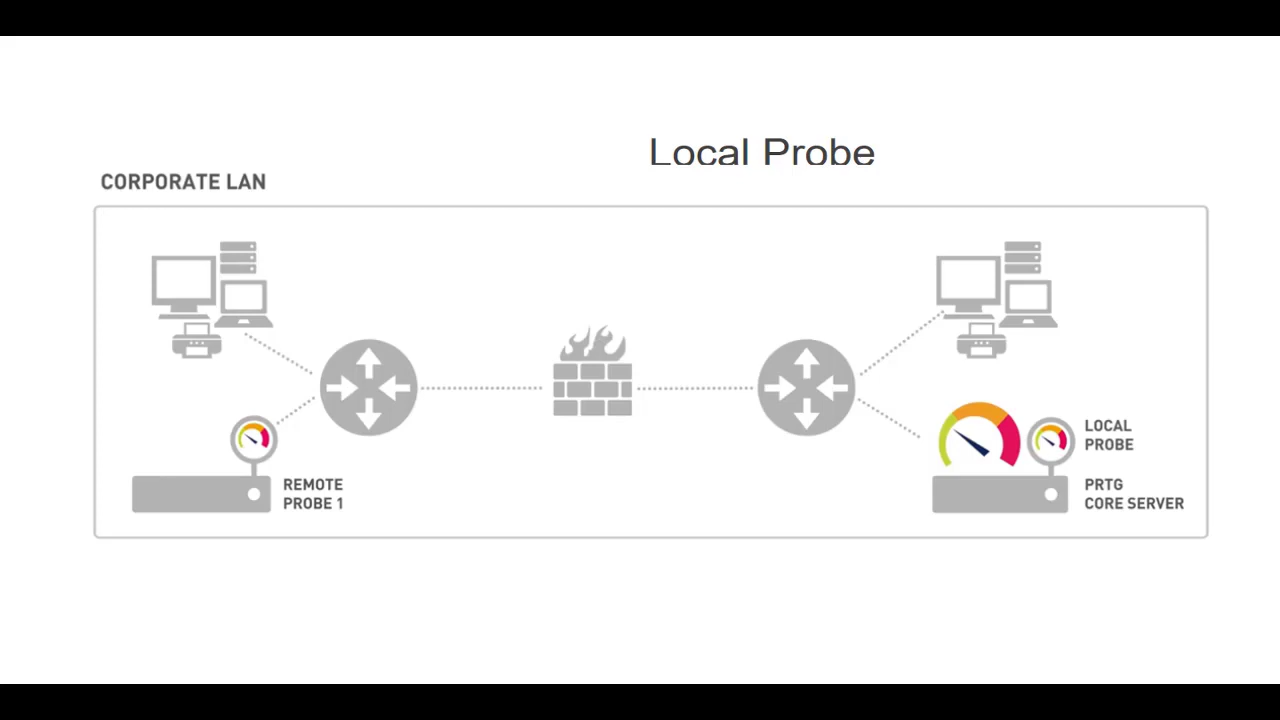 Local Probe
CORPORATE LAN
LOCAL
PROBE
REMOTE
PROBE 1
PRTG
CORE SERVER